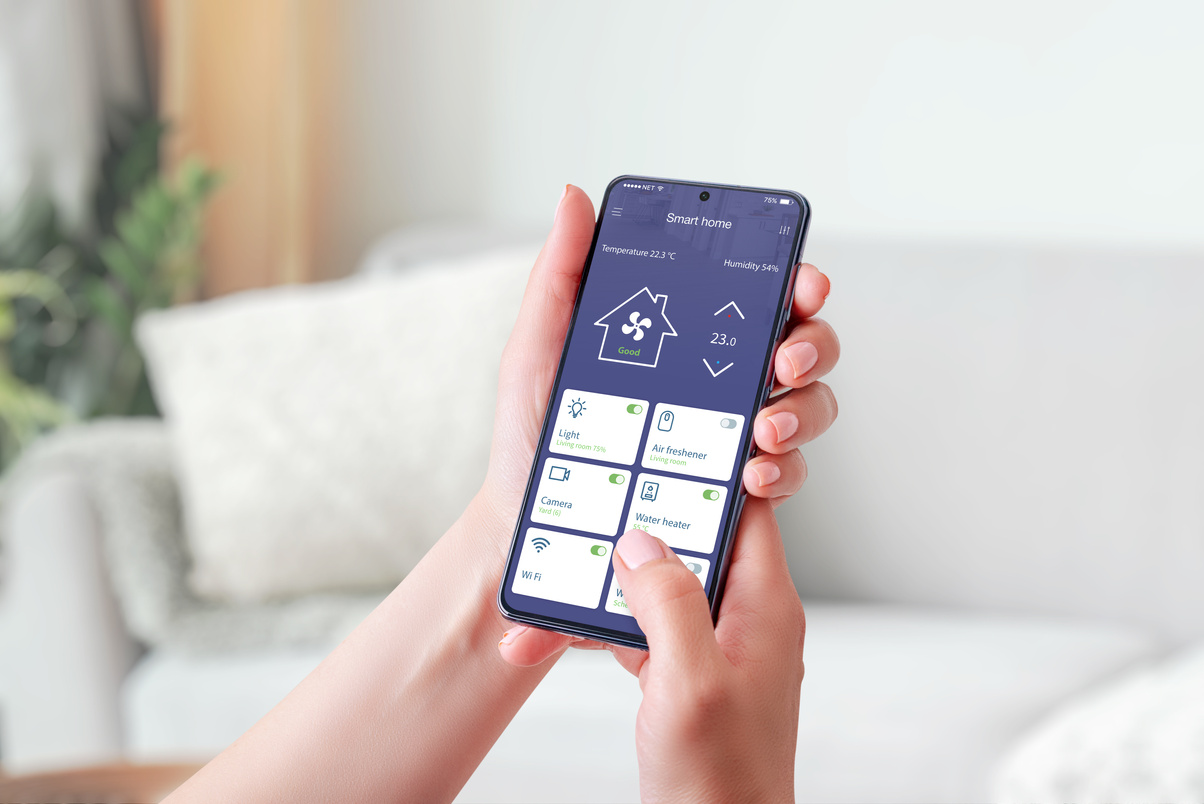 NET
75%
Smart home
Temperature 22.3 °C
Humidity 54%
Good
23.0
Light
Living room 75%
Air freshener
Living room
Camera
Yard (6)
Water heater
55 °C
Wi Fi